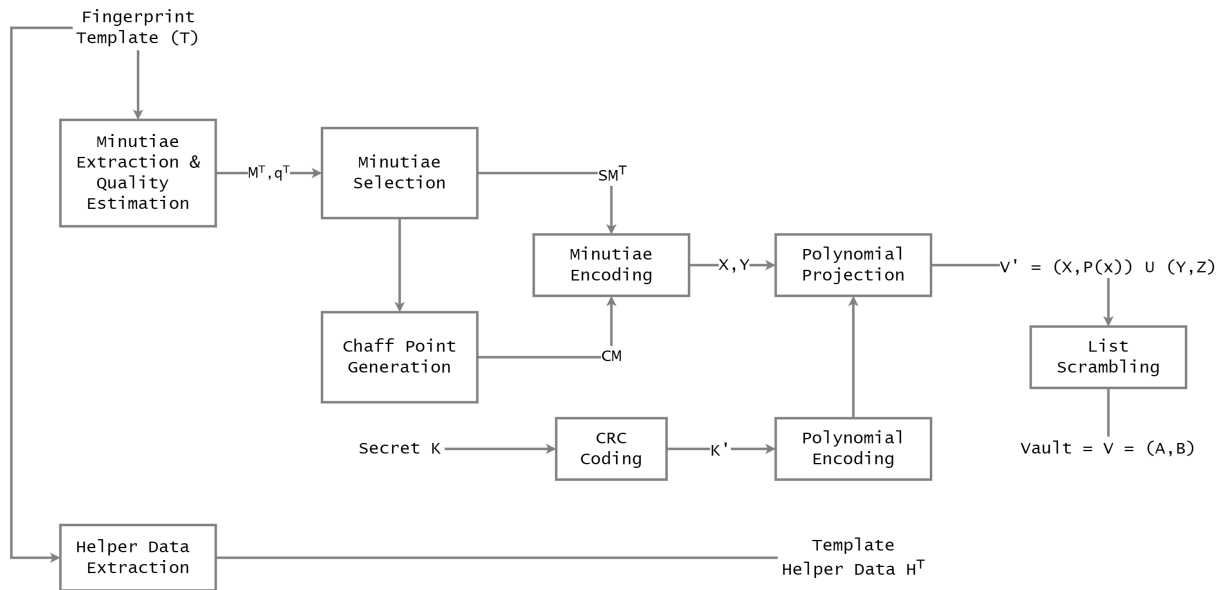 Fingerprint
Template (T)
Minutiae
Extraction &
Quality
Estimation
Mᵀ,qᵀ
Minutiae
Selection
SMᵀ
Minutiae
Encoding
X,Y
Polynomial
Projection
V' = (X,P(x)) U (Y,Z)
Chaff Point
Generation
CM
List
Scrambling
Secret K
CRC
Coding
K'
Polynomial
Encoding
Vault = V = (A,B)
Helper Data
Extraction
Template
Helper Data Hᵀ